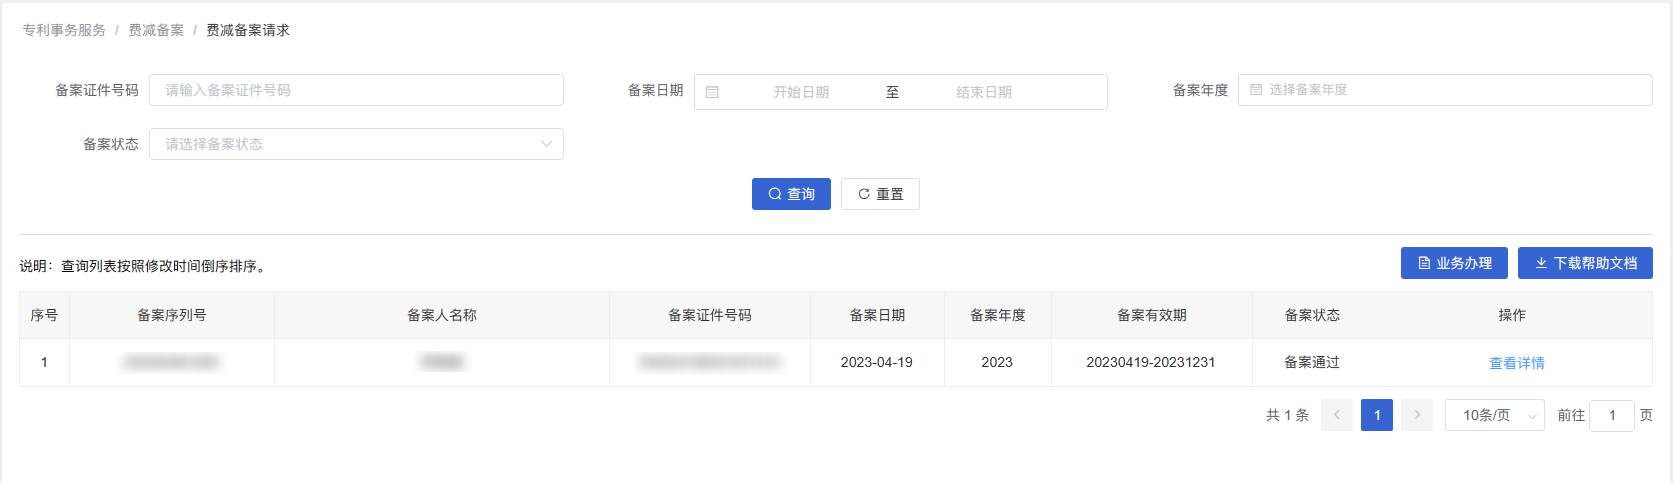 专利事务服务 / 费减备案 / 费减备案请求
备案证件号码 请输入备案证件号码 备案日期 开始日期 至 结束日期 备案年度 选择备案年度
备案状态 请选择备案状态
查询 重置
说明：查询列表按照修改时间倒序排序。 业务办理 下载帮助文档
序号 备案序列号 备案人名称 备案证件号码 备案日期 备案年度 备案有效期 备案状态 操作
1 2023-04-19 2023 20230419-20231231 备案通过 查看详情
共 1 条 1 10条/页 前往 1 页